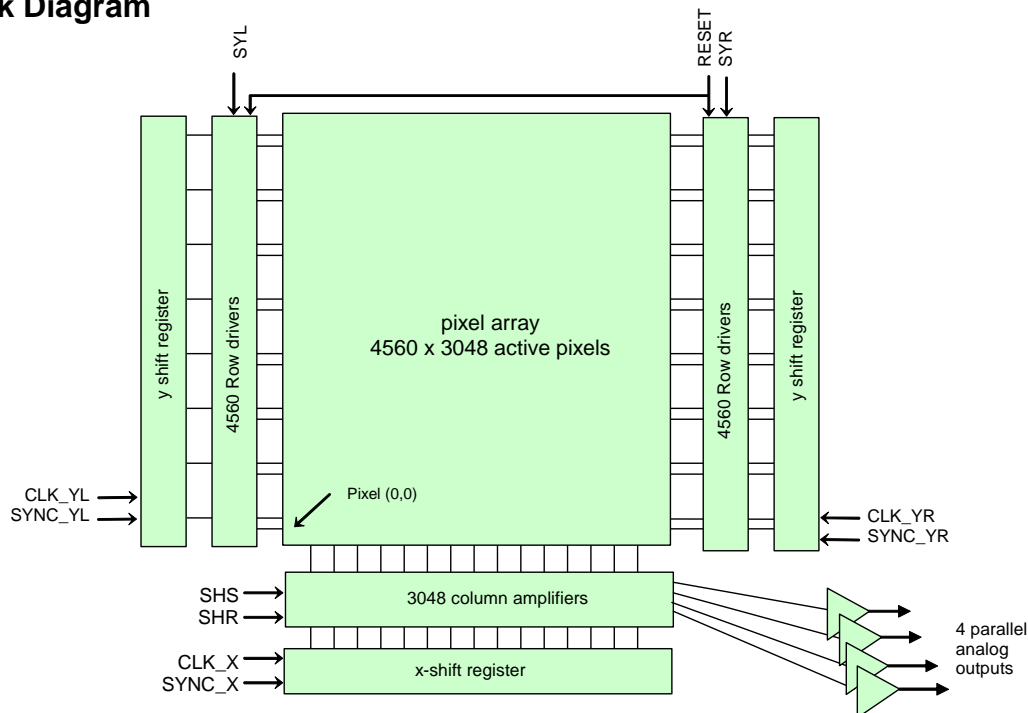 k Diagram
SYL
RESET
SYR
y shift register
4560 Row drivers
pixel array
4560 x 3048 active pixels
4560 Row drivers
y shift register
Pixel (0,0)
CLK_YL
SYNC_YL
CLK_YR
SYNC_YR
SHS
SHR
3048 column amplifiers
4 parallel
analog
outputs
CLK_X
SYNC_X
x-shift register